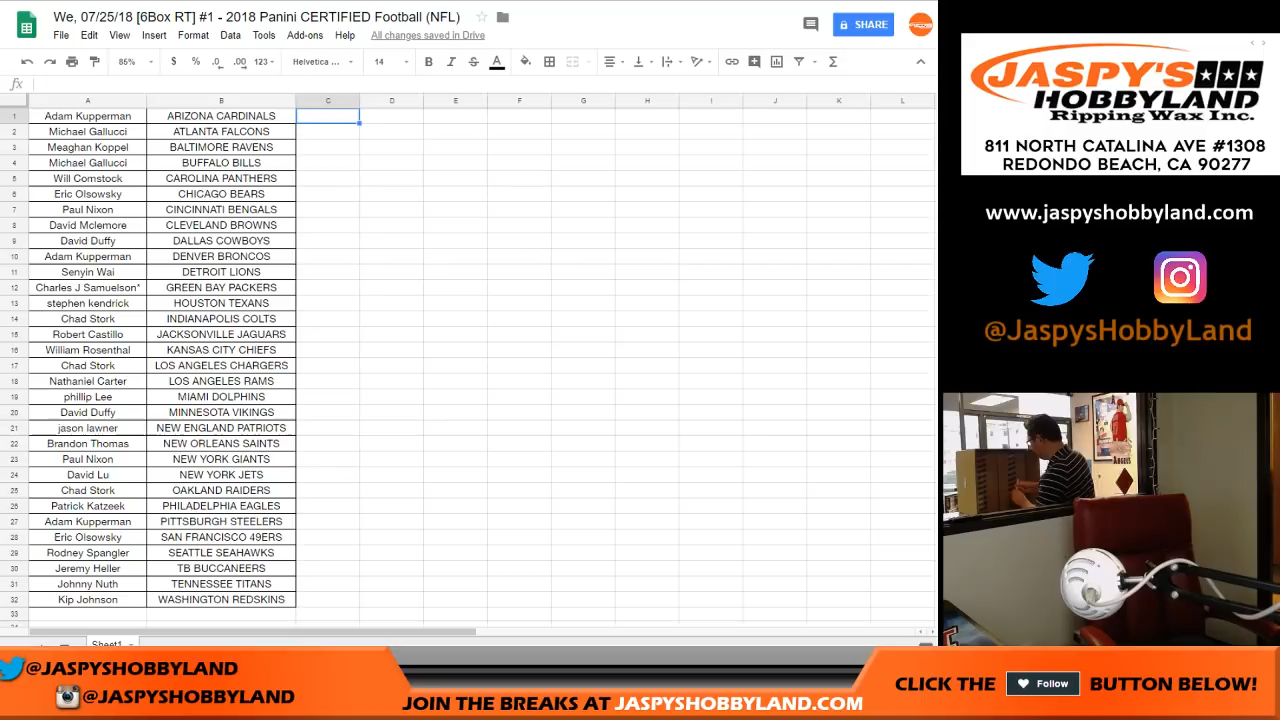 We, 07/25/18 [6Box RT] #1 - 2018 Panini CERTIFIED Football (NFL)
File Edit View Insert Format Data Tools Add-ons Help All changes saved in Drive
SHARE
85% $ % .0 .00 123 Helvetica ... 14 B I S A
fx
A B C D E F G H I J K L
1 Adam Kupperman ARIZONA CARDINALS
2 Michael Gallucci ATLANTA FALCONS
3 Meaghan Koppel BALTIMORE RAVENS
4 Michael Gallucci BUFFALO BILLS
5 Will Comstock CAROLINA PANTHERS
6 Eric Olsowsky CHICAGO BEARS
7 Paul Nixon CINCINNATI BENGALS
8 David Mclemore CLEVELAND BROWNS
9 David Duffy DALLAS COWBOYS
10 Adam Kupperman DENVER BRONCOS
11 Senyin Wai DETROIT LIONS
12 Charles J Samuelson* GREEN BAY PACKERS
13 stephen kendrick HOUSTON TEXANS
14 Chad Stork INDIANAPOLIS COLTS
15 Robert Castillo JACKSONVILLE JAGUARS
16 William Rosenthal KANSAS CITY CHIEFS
17 Chad Stork LOS ANGELES CHARGERS
18 Nathaniel Carter LOS ANGELES RAMS
19 phillip Lee MIAMI DOLPHINS
20 David Duffy MINNESOTA VIKINGS
21 jason lawner NEW ENGLAND PATRIOTS
22 Brandon Thomas NEW ORLEANS SAINTS
23 Paul Nixon NEW YORK GIANTS
24 David Lu NEW YORK JETS
25 Chad Stork OAKLAND RAIDERS
26 Patrick Katzeek PHILADELPHIA EAGLES
27 Adam Kupperman PITTSBURGH STEELERS
28 Eric Olsowsky SAN FRANCISCO 49ERS
29 Rodney Spangler SEATTLE SEAHAWKS
30 Jeremy Heller TB BUCCANEERS
31 Johnny Nuth TENNESSEE TITANS
32 Kip Johnson WASHINGTON REDSKINS
33
Sheet1
JASPY'S
HOBBYLAND
Ripping Wax Inc.
811 NORTH CATALINA AVE #1308
REDONDO BEACH, CA 90277
www.jaspyshobbyland.com
@JaspysHobbyLand
ANGELS
@JASPYSHOBBYLAND
@JASPYSHOBBYLAND
JOIN THE BREAKS AT JASPYSHOBBYLAND.COM
CLICK THE Follow BUTTON BELOW!